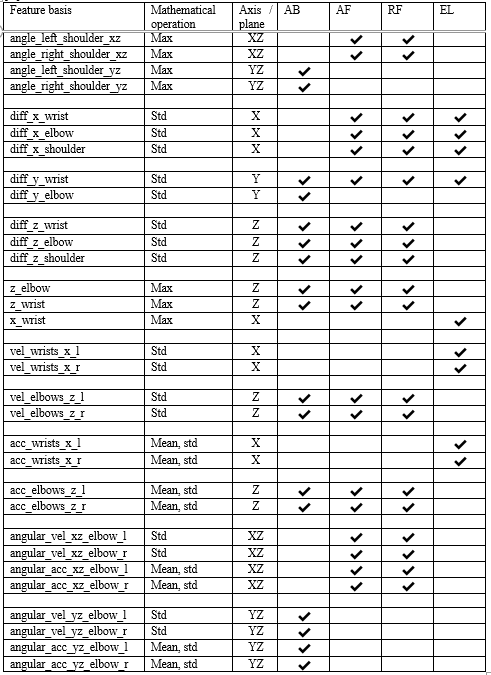 Feature basis Mathematical operation Axis / plane AB AF RF EL
angle_left_shoulder_xz Max XZ ✔ ✔
angle_right_shoulder_xz Max XZ ✔ ✔
angle_left_shoulder_yz Max YZ ✔
angle_right_shoulder_yz Max YZ ✔
diff_x_wrist Std X ✔ ✔ ✔
diff_x_elbow Std X ✔ ✔ ✔
diff_x_shoulder Std X ✔ ✔ ✔
diff_y_wrist Std Y ✔ ✔ ✔ ✔
diff_y_elbow Std Y ✔
diff_z_wrist Std Z ✔ ✔ ✔
diff_z_elbow Std Z ✔ ✔ ✔
diff_z_shoulder Std Z ✔ ✔ ✔
z_elbow Max Z ✔ ✔ ✔
z_wrist Max Z ✔ ✔ ✔
x_wrist Max X ✔
vel_wrists_x_l Std X ✔
vel_wrists_x_r Std X ✔
vel_elbows_z_l Std Z ✔ ✔ ✔
vel_elbows_z_r Std Z ✔ ✔ ✔
acc_wrists_x_l Mean, std X ✔
acc_wrists_x_r Mean, std X ✔
acc_elbows_z_l Mean, std Z ✔ ✔ ✔
acc_elbows_z_r Mean, std Z ✔ ✔ ✔
angular_vel_xz_elbow_l Std XZ ✔ ✔
angular_vel_xz_elbow_r Std XZ ✔ ✔
angular_acc_xz_elbow_l Mean, std XZ ✔ ✔
angular_acc_xz_elbow_r Mean, std XZ ✔ ✔
angular_vel_yz_elbow_l Std YZ ✔
angular_vel_yz_elbow_r Std YZ ✔
angular_acc_yz_elbow_l Mean, std YZ ✔
angular_acc_yz_elbow_r Mean, std YZ ✔